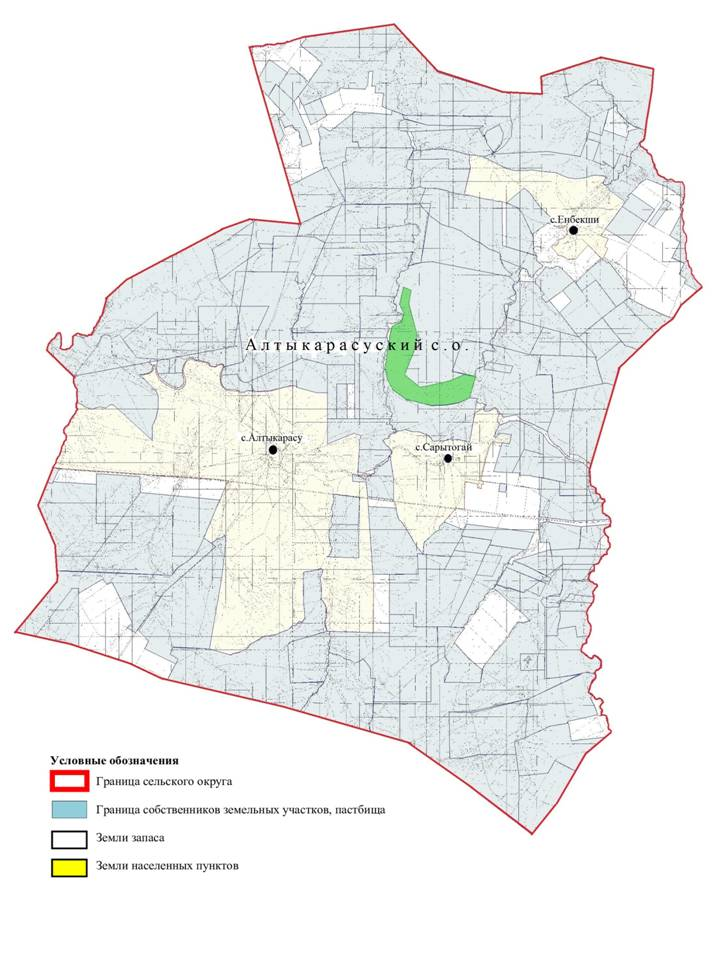 с.Енбекши
Алтыкарасуский с.о.
с.Алтыкарасу
с.Сарытогай
Условные обозначения
Граница сельского округа
Граница собственников земельных участков, пастбища
Земли запаса
Земли населенных пунктов